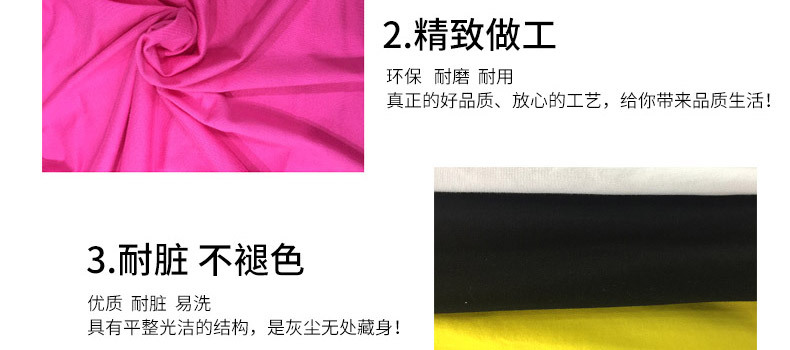 2.精致做工
环保 耐磨 耐用
真正的好品质、放心的工艺，给你带来品质生活！
3.耐脏 不褪色
优质 耐脏 易洗
具有平整光洁的结构，是灰尘无处藏身！